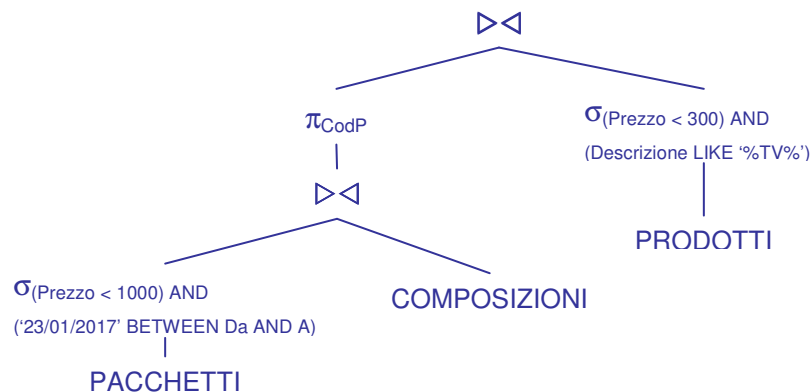 ▷◁
πCodP
σ(Prezzo < 300) AND
(Descrizione LIKE ‘%TV%’)
▷◁
PRODOTTI
σ(Prezzo < 1000) AND
(‘23/01/2017’ BETWEEN Da AND A)
COMPOSIZIONI
PACCHETTI